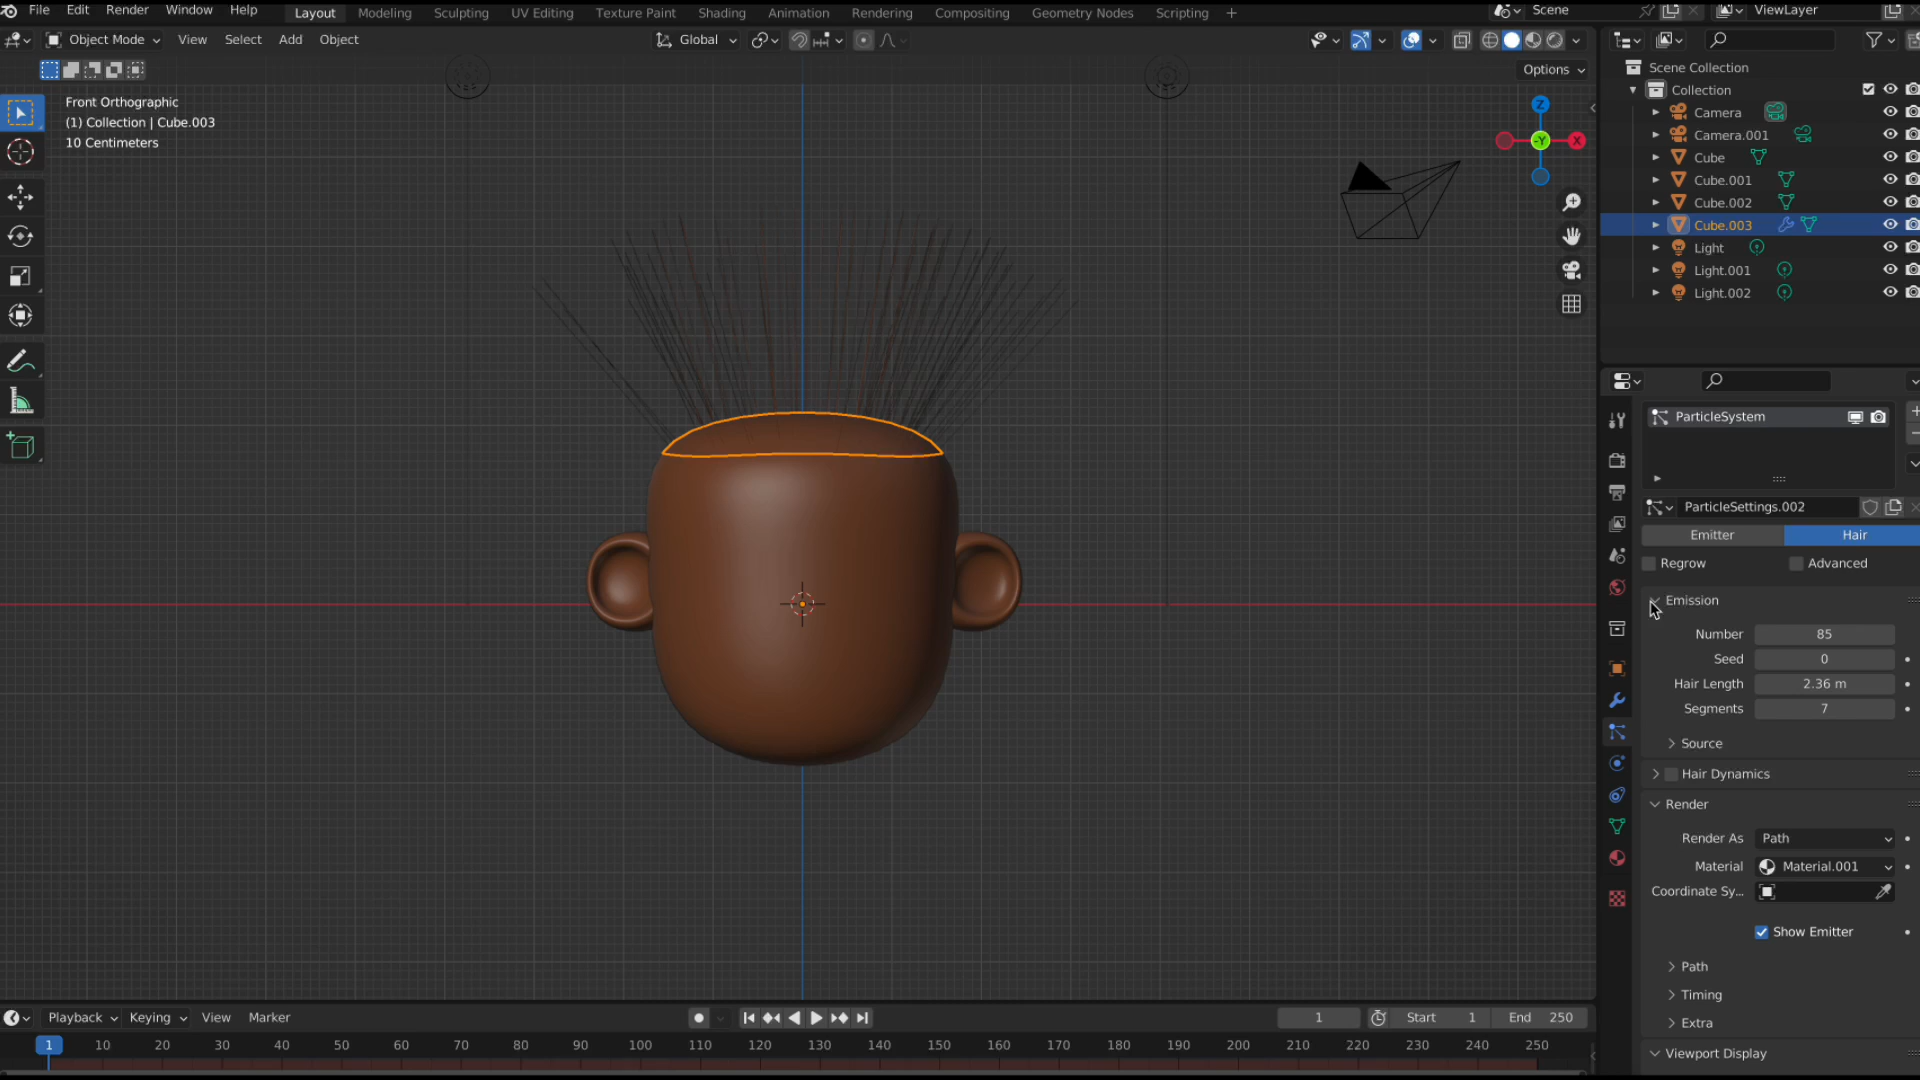 File Edit Render Window Help Layout Modeling Sculpting UV Editing Texture Paint Shading Animation Rendering Compositing Geometry Nodes Scripting + Scene ViewLayer
Object Mode View Select Add Object Global
Options
Front Orthographic
(1) Collection | Cube.003
10 Centimeters
Z
-Y
X
Scene Collection
Collection
Camera
Camera.001
Cube
Cube.001
Cube.002
Cube.003
Light
Light.001
Light.002
ParticleSystem
ParticleSettings.002
Emitter Hair
Regrow Advanced
Emission
Number 85
Seed 0
Hair Length 2.36 m
Segments 7
Source
Hair Dynamics
Render
Render As Path
Material Material.001
Coordinate Sy...
Show Emitter
Path
Timing
Extra
Viewport Display
Playback Keying View Marker 1 Start 1 End 250
1 10 20 30 40 50 60 70 80 90 100 110 120 130 140 150 160 170 180 190 200 210 220 230 240 250